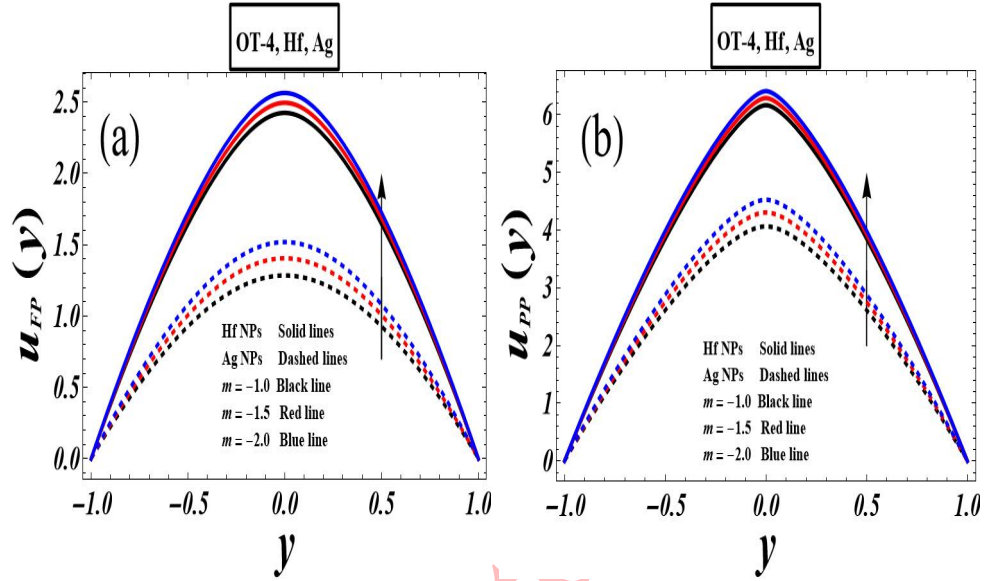 OT-4, Hf, Ag
(a)
u_FP (y)
2.5
2.0
1.5
1.0
0.5
0.0
Hf NPs Solid lines
Ag NPs Dashed lines
m = −1.0 Black line
m = −1.5 Red line
m = −2.0 Blue line
−1.0 −0.5 0.0 0.5 1.0
y
OT-4, Hf, Ag
(b)
u_PP (y)
6
5
4
3
2
1
0
Hf NPs Solid lines
Ag NPs Dashed lines
m = −1.0 Black line
m = −1.5 Red line
m = −2.0 Blue line
−1.0 −0.5 0.0 0.5 1.0
y